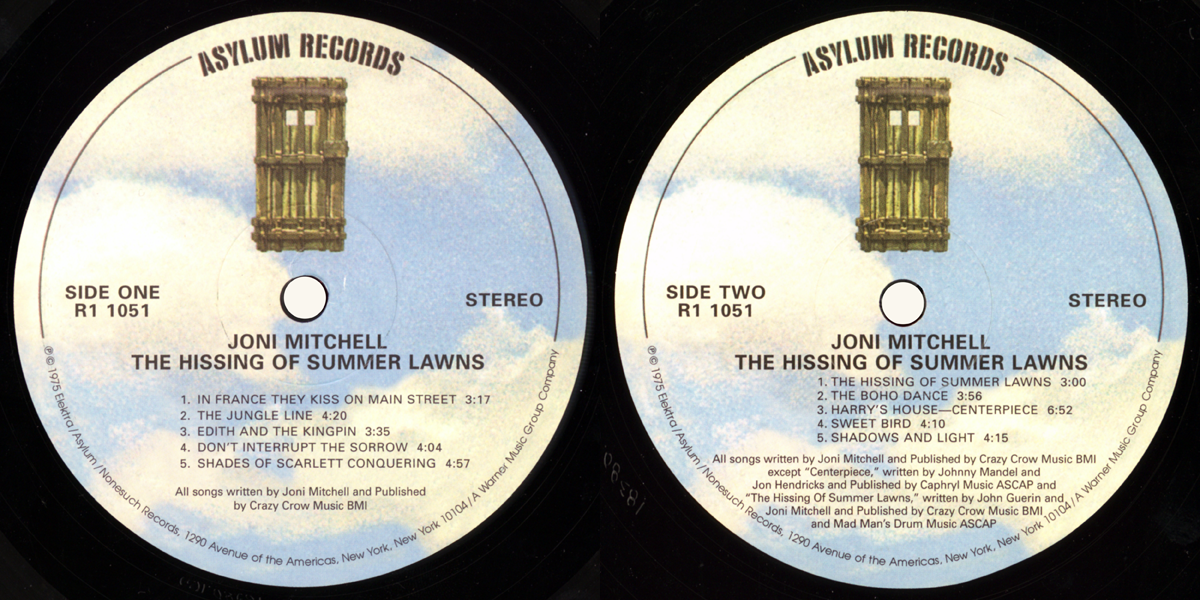 ASYLUM RECORDS
SIDE ONE
R1 1051
STEREO
JONI MITCHELL
THE HISSING OF SUMMER LAWNS
1. IN FRANCE THEY KISS ON MAIN STREET 3:17
2. THE JUNGLE LINE 4:20
3. EDITH AND THE KINGPIN 3:35
4. DON'T INTERRUPT THE SORROW 4:04
5. SHADES OF SCARLETT CONQUERING 4:57
All songs written by Joni Mitchell and Published
by Crazy Crow Music BMI
℗© 1975 Elektra/Asylum/Nonesuch Records, 1290 Avenue of the Americas, New York, New York 10104/A Warner Music Group Company
ASYLUM RECORDS
SIDE TWO
R1 1051
STEREO
JONI MITCHELL
THE HISSING OF SUMMER LAWNS
1. THE HISSING OF SUMMER LAWNS 3:00
2. THE BOHO DANCE 3:56
3. HARRY'S HOUSE—CENTERPIECE 6:52
4. SWEET BIRD 4:10
5. SHADOWS AND LIGHT 4:15
All songs written by Joni Mitchell and Published by Crazy Crow Music BMI
except "Centerpiece," written by Johnny Mandel and
Jon Hendricks and Published by Caphryl Music ASCAP and
"The Hissing Of Summer Lawns," written by John Guerin and
Joni Mitchell and Published by Crazy Crow Music BMI
and Mad Man's Drum Music ASCAP
℗© 1975 Elektra/Asylum/Nonesuch Records, 1290 Avenue of the Americas, New York, New York 10104/A Warner Music Group Company